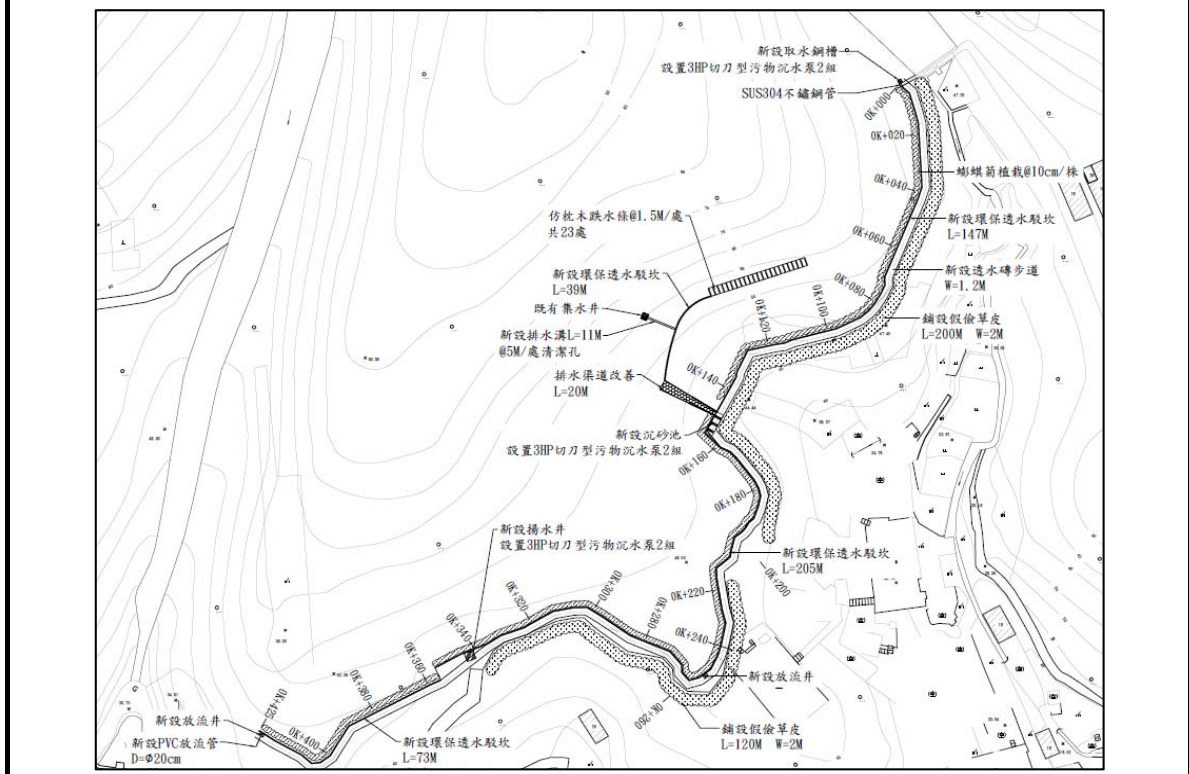 新設取水鋼槽
設置3HP切刀型污物沉水泵2組
SUS304不鏽鋼管
0K+000
0K+020
蟛蜞菊植栽@10cm/株
0K+040
仿枕木跌水條@1.5M/處
共23處
新設環保透水駁坎
L=147M
0K+060
新設環保透水駁坎
L=39M
新設透水磚步道
W=1.2M
0K+080
0K+100
0K+120
既有集水井
鋪設假儉草皮
L=200M W=2M
新設排水溝L=11M
@5M/處清潔孔
0K+140
排水渠道改善
L=20M
新設沉砂池
設置3HP切刀型污物沉水泵2組
0K+160
0K+180
新設揚水井
設置3HP切刀型污物沉水泵2組
新設環保透水駁坎
L=205M
0K+200
0K+220
0K+240
0K+260
0K+280
0K+300
0K+320
0K+340
0K+360
0K+380
0K+400
0K+425
新設放流井
新設放流井
新設PVC放流管
D=Φ20cm
新設環保透水駁坎
L=73M
鋪設假儉草皮
L=120M W=2M